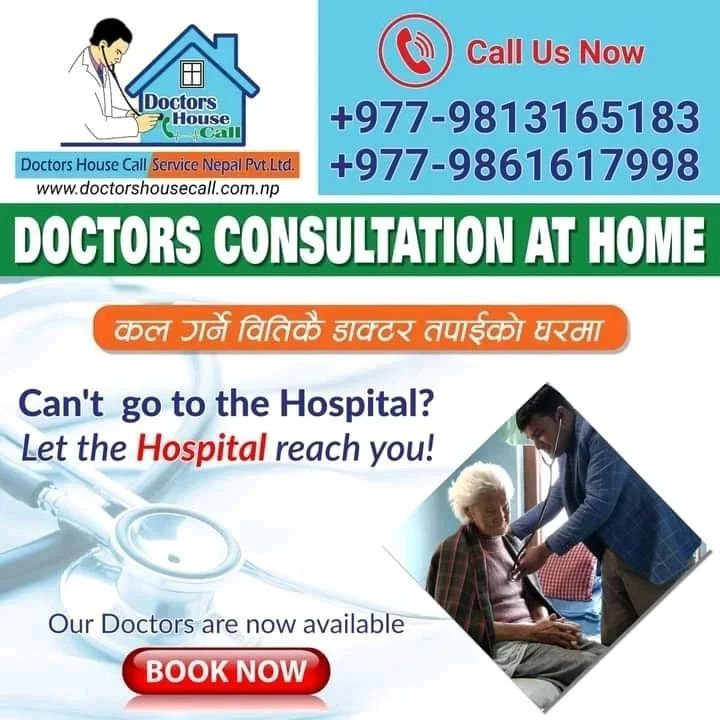 Doctors
House
Call
Doctors House Call Service Nepal Pvt.Ltd.
www.doctorshousecall.com.np
Call Us Now
+977-9813165183
+977-9861617998
DOCTORS CONSULTATION AT HOME
कल गर्ने वितिकै डाक्टर तपाईको घरमा
Can't go to the Hospital?
Let the Hospital reach you!
Our Doctors are now available
BOOK NOW